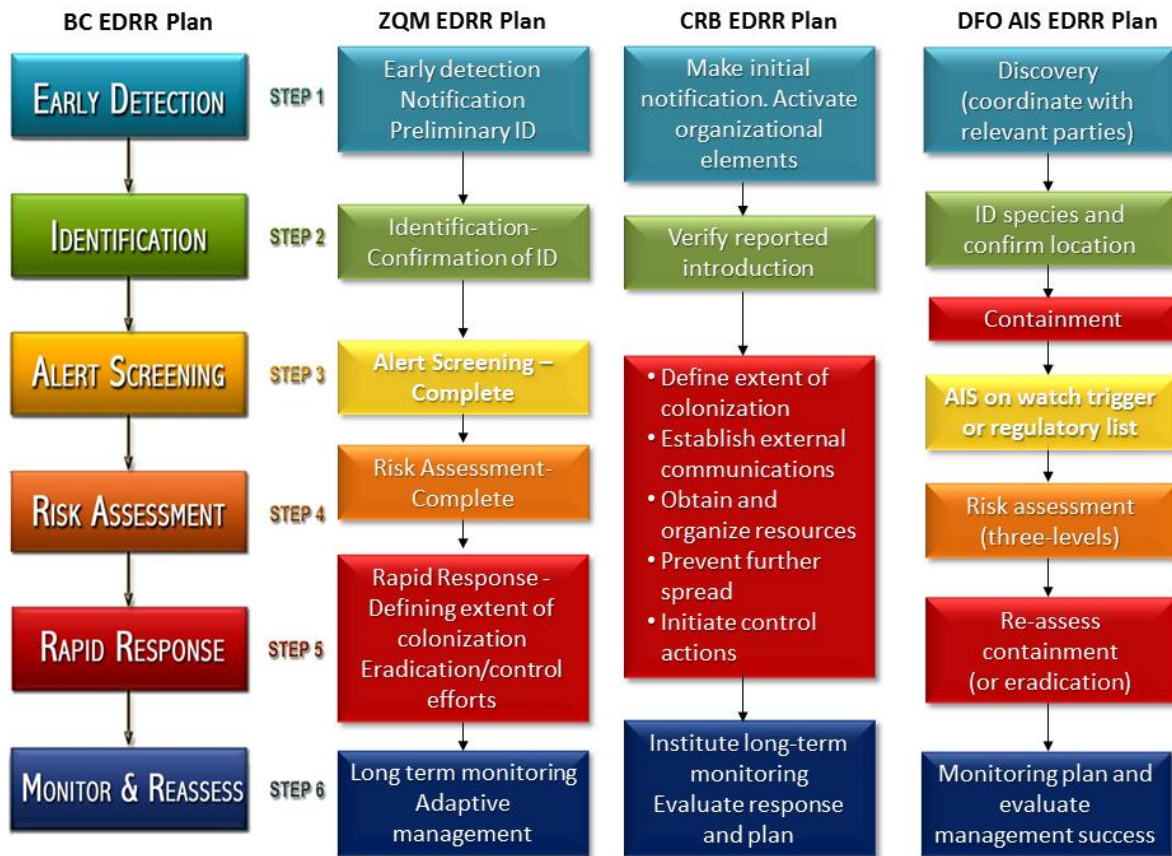 BC EDRR Plan
EARLY DETECTION
IDENTIFICATION
ALERT SCREENING
RISK ASSESSMENT
RAPID RESPONSE
MONITOR & REASSESS
STEP 1
STEP 2
STEP 3
STEP 4
STEP 5
STEP 6
ZQM EDRR Plan
Early detection
Notification
Preliminary ID
Identification-
Confirmation of ID
Alert Screening –
Complete
Risk Assessment-
Complete
Rapid Response -
Defining extent of
colonization
Eradication/control
efforts
Long term monitoring
Adaptive
management
CRB EDRR Plan
Make initial
notification. Activate
organizational
elements
Verify reported
introduction
• Define extent of
colonization
• Establish external
communications
• Obtain and
organize resources
• Prevent further
spread
• Initiate control
actions
Institute long-term
monitoring
Evaluate response
and plan
DFO AIS EDRR Plan
Discovery
(coordinate with
relevant parties)
ID species and
confirm location
Containment
AIS on watch trigger
or regulatory list
Risk assessment
(three-levels)
Re-assess
containment
(or eradication)
Monitoring plan and
evaluate
management success